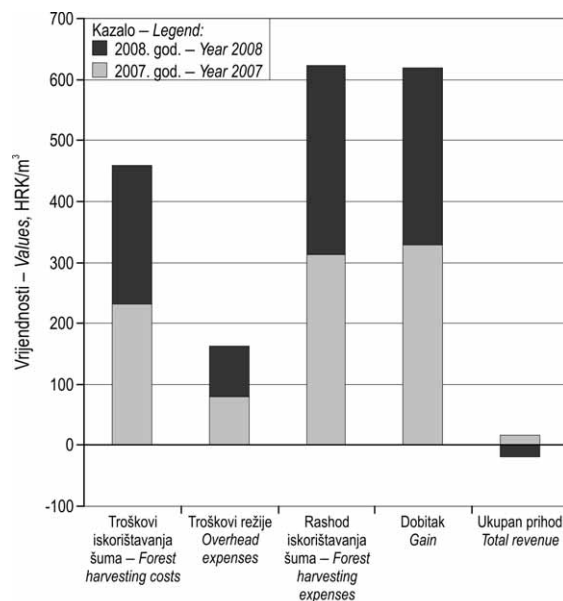 Kazalo – Legend:
2008. god. – Year 2008
2007. god. – Year 2007
Vrijendnosti – Values, HRK/m³
700
600
500
400
300
200
100
0
-100
Troškovi
iskorištavanja
šuma – Forest
harvesting costs
Troškovi režije
Overhead
expenses
Rashod
iskorištavanja
šuma – Forest
harvesting
expenses
Dobitak
Gain
Ukupan prihod
Total revenue